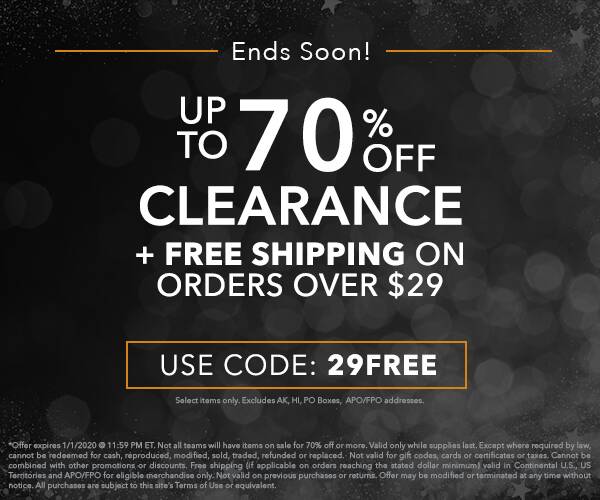 Ends Soon!
UP TO 70% OFF
CLEARANCE
+ FREE SHIPPING ON
ORDERS OVER $29
USE CODE: 29FREE
Select items only. Excludes AK, HI, PO Boxes, APO/FPO addresses.
*Offer expires 1/1/2020 @ 11:59 PM ET. Not all teams will have items on sale for 70% off or more. Valid only while supplies last. Except where required by law,
cannot be redeemed for cash, reproduced, modified, sold, traded, refunded or replaced. Not valid for gift codes, cards or certificates or taxes. Cannot be
combined with other promotions or discounts. Free shipping (if applicable on orders reaching the stated dollar minimum) valid in Continental U.S., US
Territories and APO/FPO for eligible merchandise only. Not valid on previous purchases or returns. Offer may be modified or terminated at any time without
notice. All purchases are subject to this site's Terms of Use or equivalent.